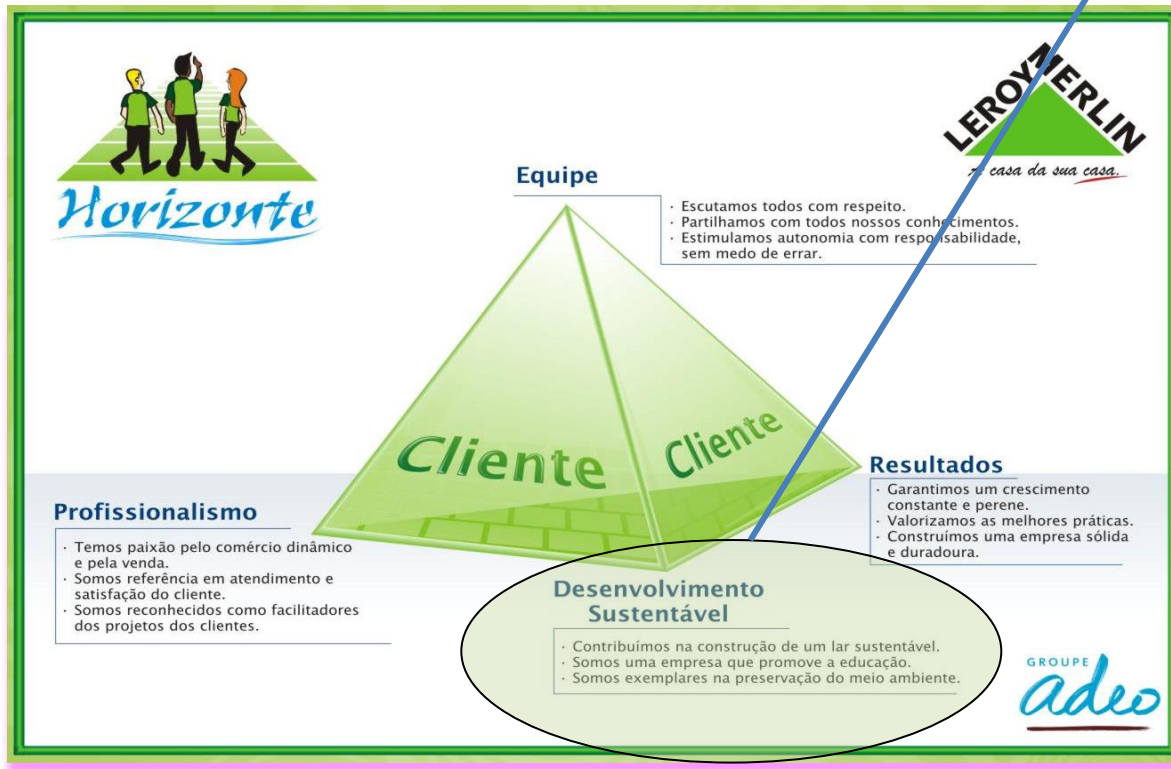 Horizonte
LEROY MERLIN
A casa da sua casa.
Equipe
· Escutamos todos com respeito.
· Partilhamos com todos nossos conhecimentos.
· Estimulamos autonomia com responsabilidade,
sem medo de errar.
Cliente
Cliente
Resultados
· Garantimos um crescimento
constante e perene.
· Valorizamos as melhores práticas.
· Construímos uma empresa sólida
e duradoura.
Profissionalismo
· Temos paixão pelo comércio dinâmico
e pela venda.
· Somos referência em atendimento e
satisfação do cliente.
· Somos reconhecidos como facilitadores
dos projetos dos clientes.
Desenvolvimento
Sustentável
· Contribuímos na construção de um lar sustentável.
· Somos uma empresa que promove a educação.
· Somos exemplares na preservação do meio ambiente.
GROUPE
adeo